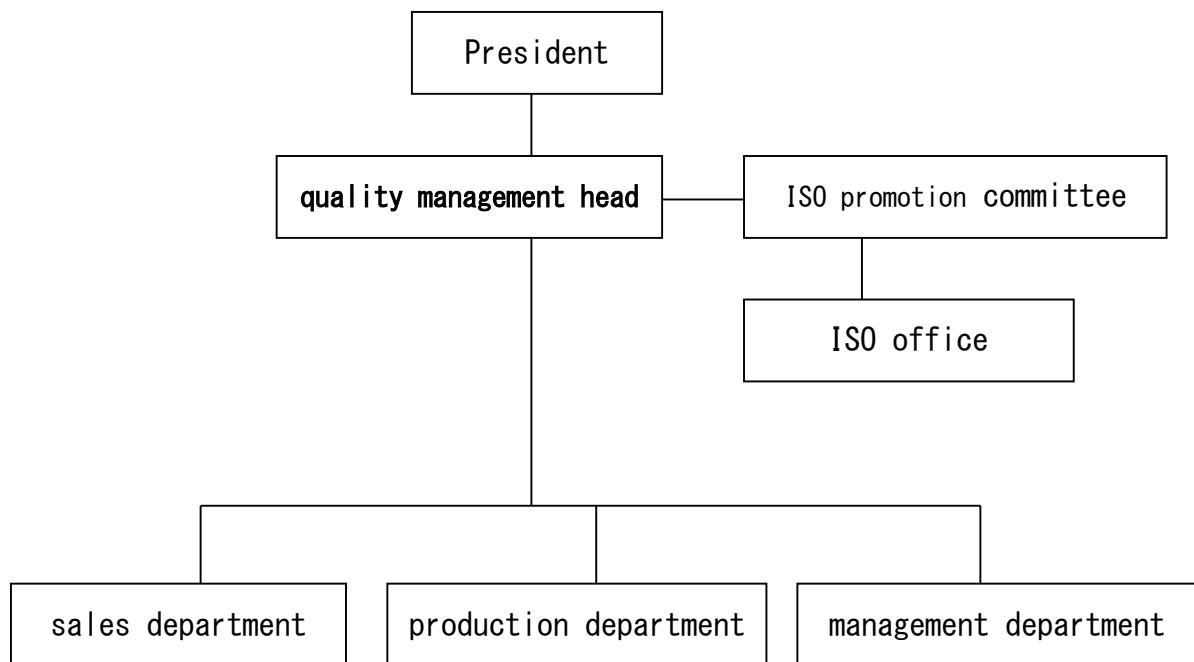 President
quality management head
ISO promotion committee
ISO office
sales department
production department
management department